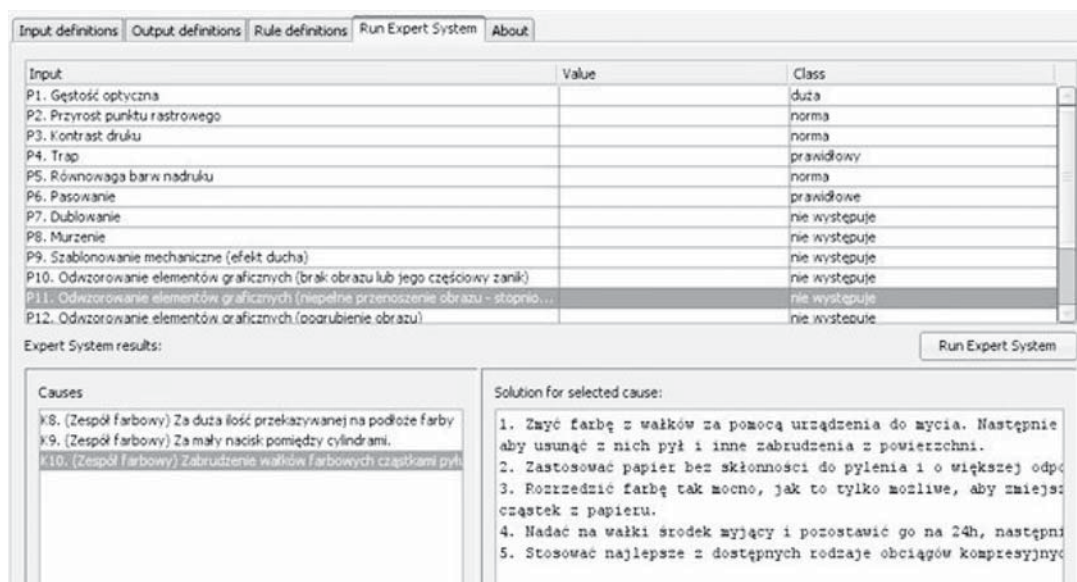 Input definitions Output definitions Rule definitions Run Expert System About
Input Value Class
P1. Gęstość optyczna duża
P2. Przyrost punktu rastrowego norma
P3. Kontrast druku norma
P4. Trap prawidłowy
P5. Równowaga barw nadruku norma
P6. Pasowanie prawidłowe
P7. Dublowanie nie występuje
P8. Murzenie nie występuje
P9. Szablonowanie mechaniczne (efekt ducha) nie występuje
P10. Odwzorowanie elementów graficznych (brak obrazu lub jego częściowy zanik) nie występuje
P11. Odwzorowanie elementów graficznych (niepełne przenoszenie obrazu - stopnio... nie występuje
P12. Odwzorowanie elementów graficznych (pogrubienie obrazu) nie występuje
Expert System results:
Run Expert System
Causes
K8. (Zespół farbowy) Za duża ilość przekazywanej na podłoże farby
K9. (Zespół farbowy) Za mały nacisk pomiędzy cylindrami.
K10. (Zespół farbowy) Zabrudzenie wałków farbowych cząstkami pyłu
Solution for selected cause:
1. Zmyć farbę z wałków za pomocą urządzenia do mycia. Następnie
aby usunąć z nich pył i inne zabrudzenia z powierzchni.
2. Zastosować papier bez skłonności do pylenia i o większej odpo
3. Rozrzedzić farbę tak mocno, jak to tylko możliwe, aby zmiejsz
cząstek z papieru.
4. Nadać na wałki środek myjący i pozostawić go na 24h, następni
5. Stosować najlepsze z dostępnych rodzaje obciągów kompresyjnyc